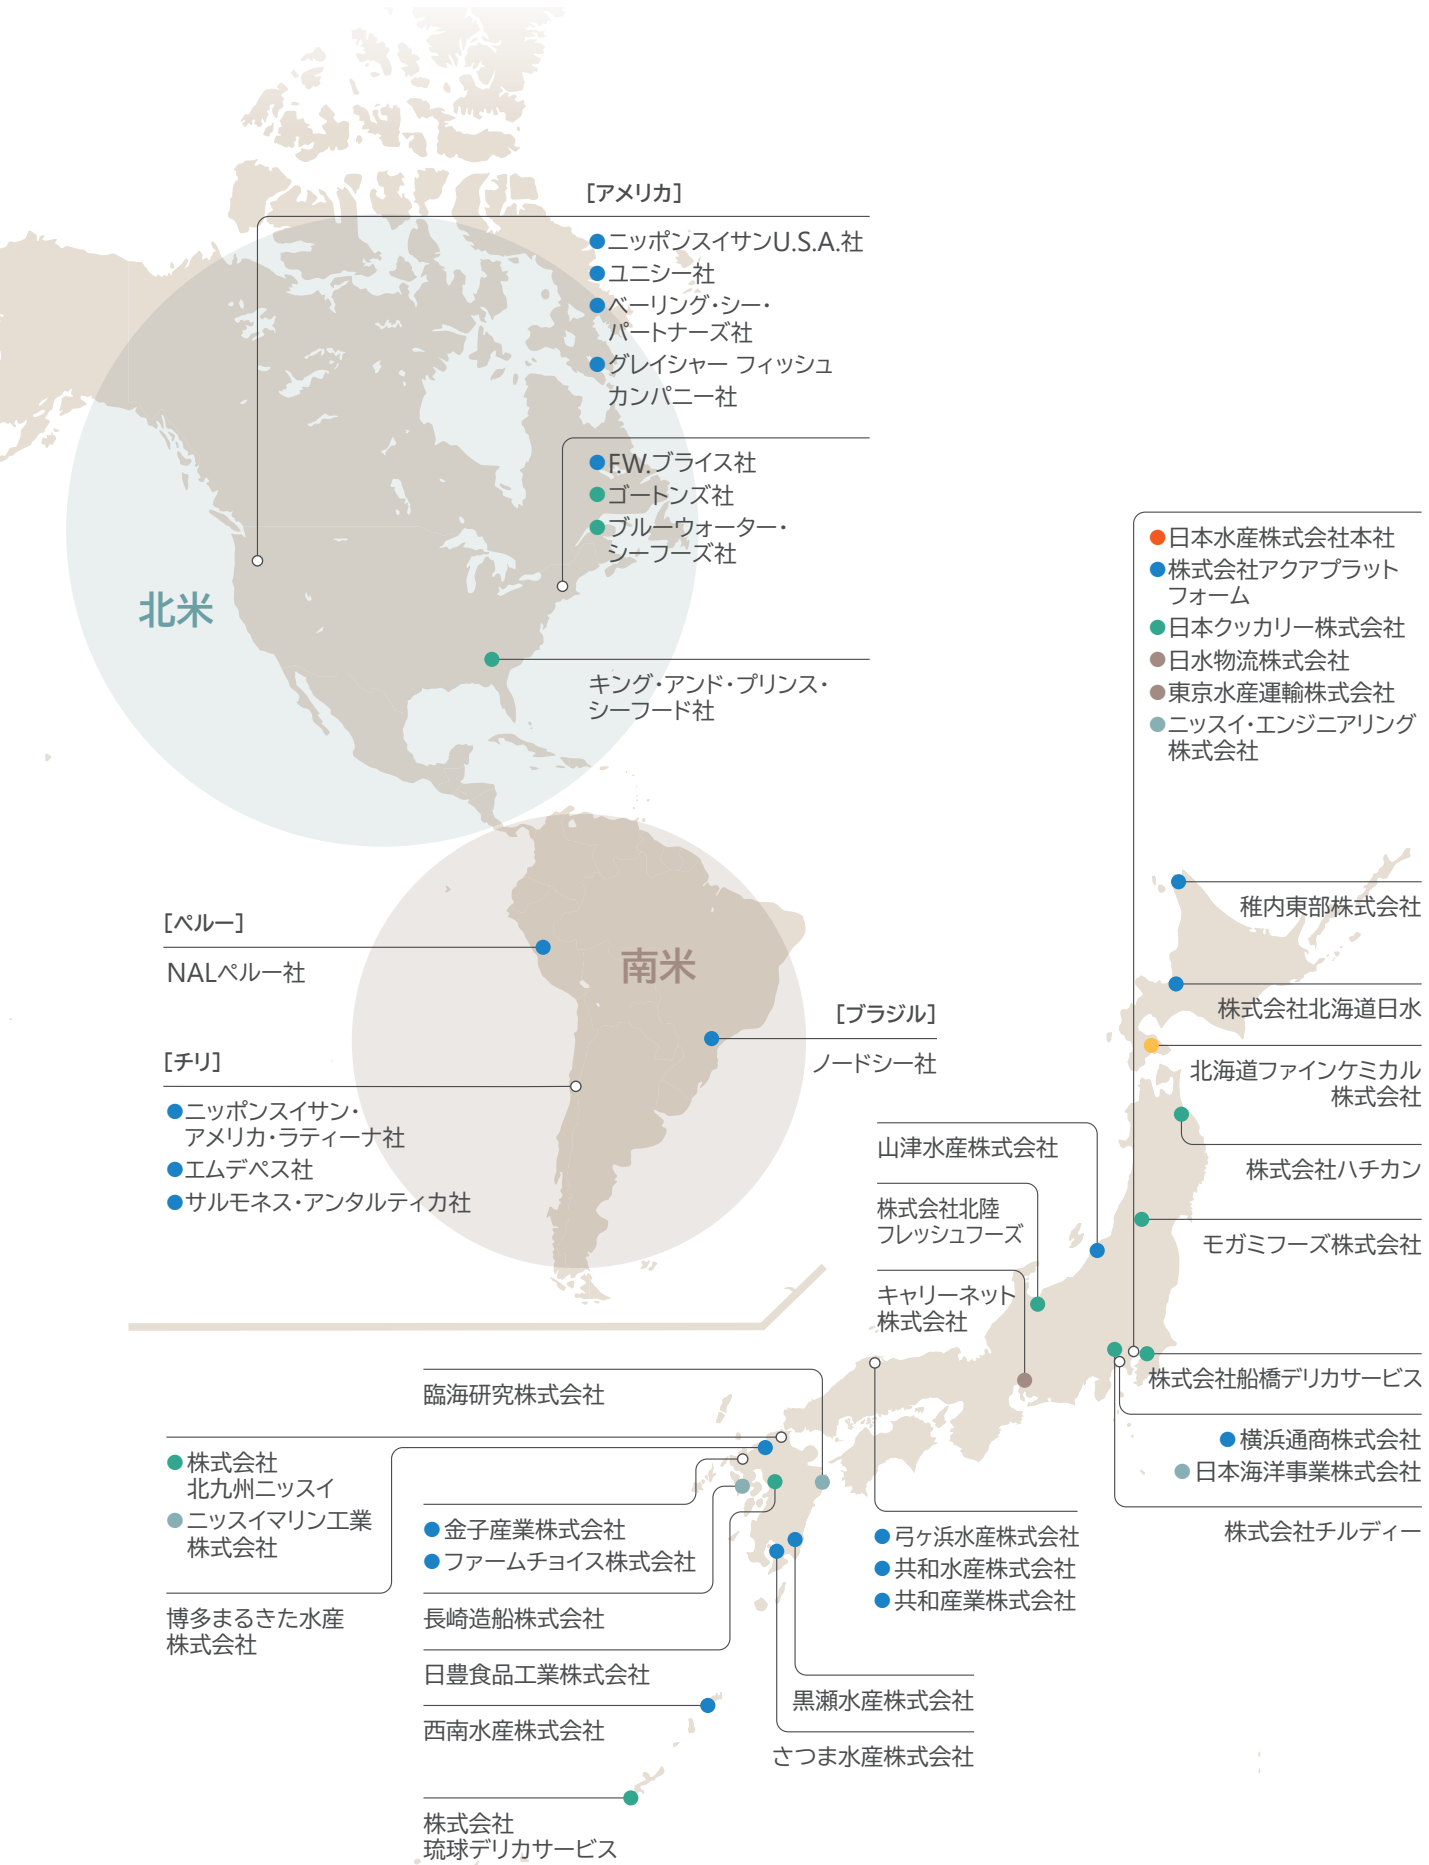 [アメリカ]
ニッポンスイサンU.S.A.社
ユニシー社
ベーリング・シー・
パートナーズ社
グレイシャー フィッシュ
カンパニー社
F.W.ブライス社
ゴートンズ社
ブルーウォーター・
シーフーズ社
北米
キング・アンド・プリンス・
シーフード社
[ペルー]
NALペルー社
南米
[ブラジル]
ノードシー社
[チリ]
ニッポンスイサン・
アメリカ・ラティーナ社
エムデペス社
サルモネス・アンタルティカ社
日本水産株式会社本社
株式会社アクアプラット
フォーム
日本クッカリー株式会社
日水物流株式会社
東京水産運輸株式会社
ニッスイ・エンジニアリング
株式会社
稚内東部株式会社
株式会社北海道日水
北海道ファインケミカル
株式会社
株式会社ハチカン
モガミフーズ株式会社
株式会社船橋デリカサービス
横浜通商株式会社
日本海洋事業株式会社
株式会社チルディー
山津水産株式会社
株式会社北陸
フレッシュフーズ
キャリーネット
株式会社
臨海研究株式会社
株式会社
北九州ニッスイ
ニッスイマリン工業
株式会社
博多まるきた水産
株式会社
金子産業株式会社
ファームチョイス株式会社
長崎造船株式会社
日豊食品工業株式会社
西南水産株式会社
株式会社
琉球デリカサービス
弓ヶ浜水産株式会社
共和水産株式会社
共和産業株式会社
黒瀬水産株式会社
さつま水産株式会社